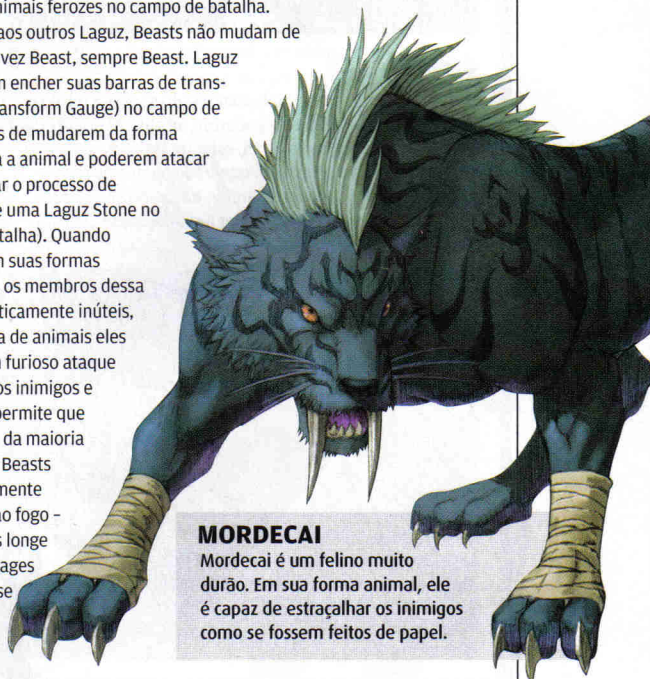 nimais ferozes no campo de batalha.
aos outros Laguz, Beasts não mudam de
vez Beast, sempre Beast. Laguz
m encher suas barras de trans-
ansform Gauge) no campo de
s de mudarem da forma
a a animal e poderem atacar
ar o processo de
e uma Laguz Stone no
talha). Quando
m suas formas
os membros dessa
ticamente inúteis,
a de animais eles
m furioso ataque
os inimigos e
permite que
da maioria
Beasts
mente
ao fogo –
s longe
ages
se
MORDECAI
Mordecai é um felino muito
durão. Em sua forma animal, ele
é capaz de estraçalhar os inimigos
como se fossem feitos de papel.